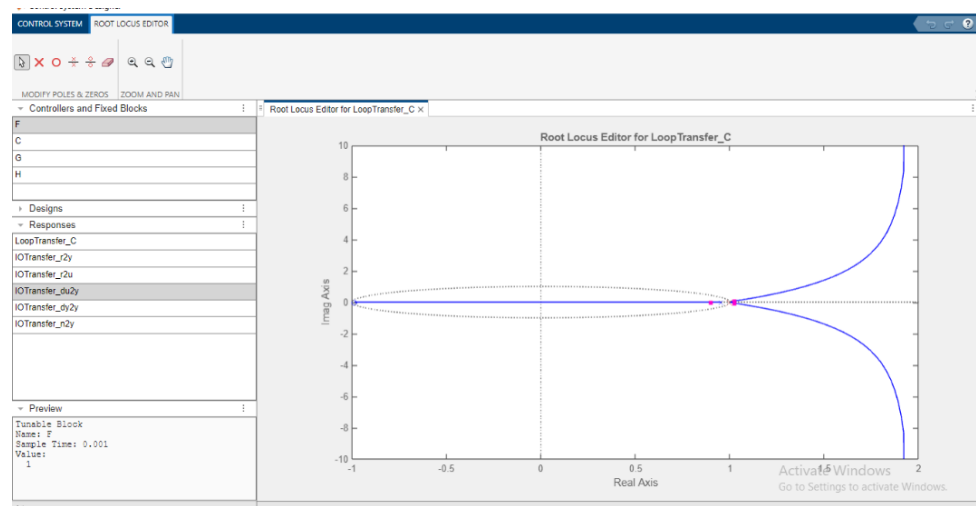 CONTROL SYSTEM ROOT LOCUS EDITOR
MODIFY POLES & ZEROS ZOOM AND PAN
Controllers and Fixed Blocks
F
C
G
H
Designs
Responses
LoopTransfer_C
IOTransfer_r2y
IOTransfer_r2u
IOTransfer_du2y
IOTransfer_dy2y
IOTransfer_n2y
Preview
Tunable Block
Name: F
Sample Time: 0.001
Value:
1
Root Locus Editor for LoopTransfer_C
Root Locus Editor for LoopTransfer_C
10
8
6
4
2
0
-2
-4
-6
-8
-10
Imag Axis
-1 -0.5 0 0.5 1 1.5 2
Real Axis
Activate Windows
Go to Settings to activate Windows.